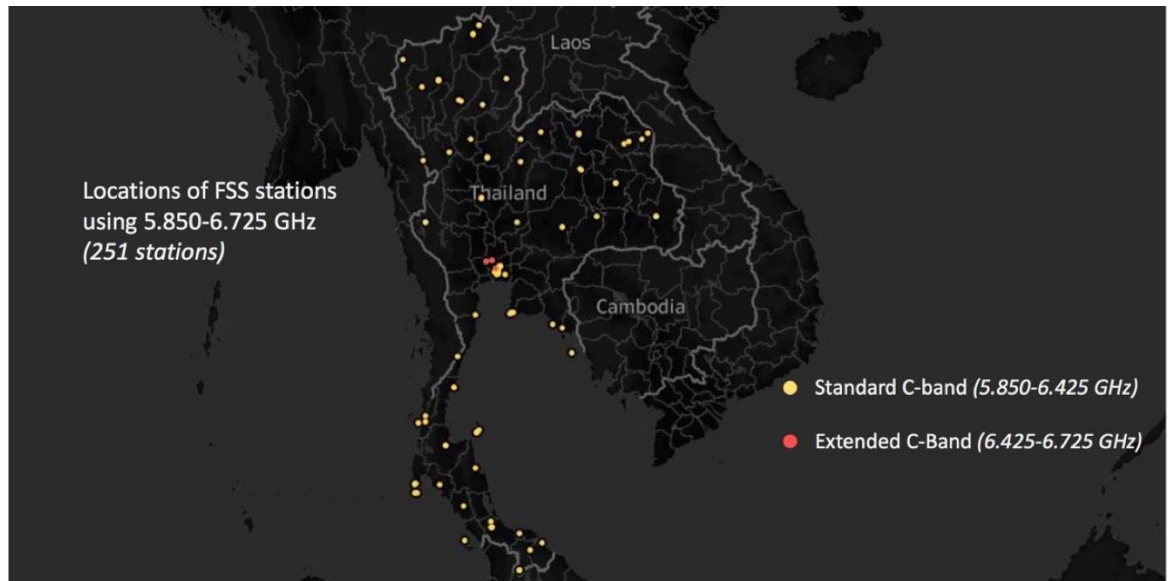 Laos
Locations of FSS stations
using 5.850-6.725 GHz
(251 stations)
Thailand
Cambodia
Standard C-band (5.850-6.425 GHz)
Extended C-Band (6.425-6.725 GHz)